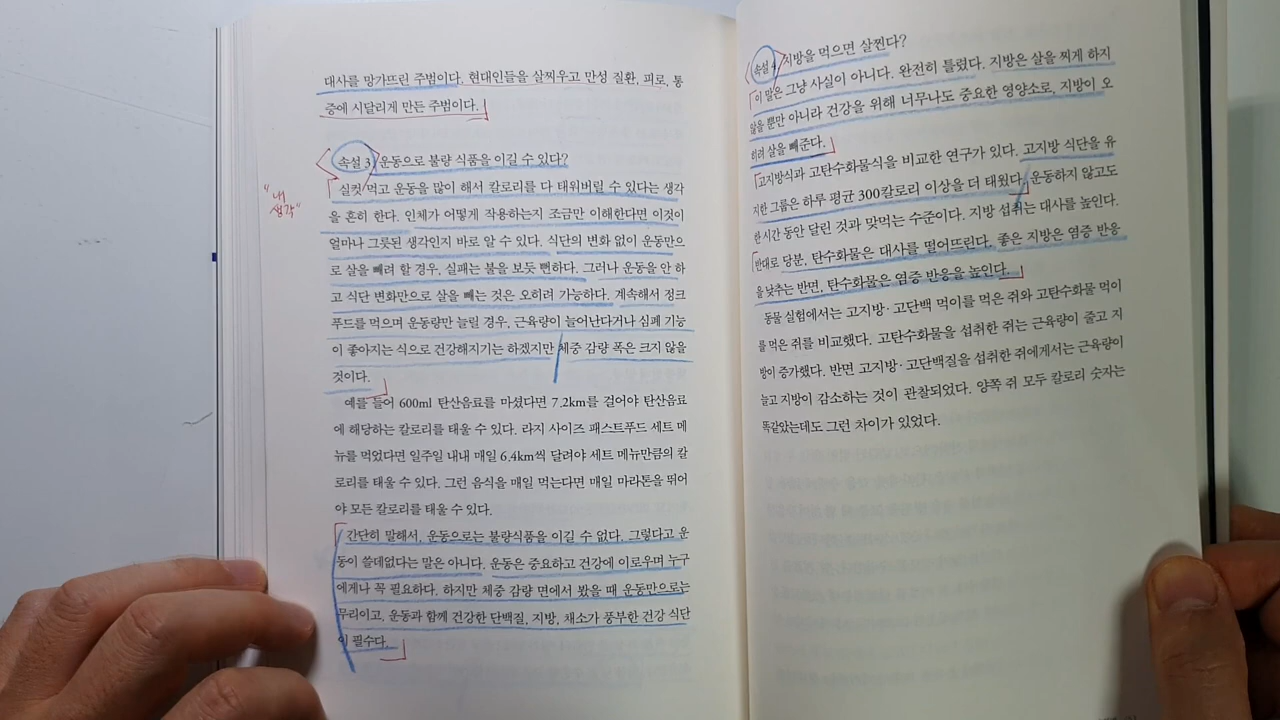 대사를 망가뜨린 주범이다. 현대인들을 살찌우고 만성 질환, 피로, 통
증에 시달리게 만든 주범이다.
속설 3 운동으로 불량 식품을 이길 수 있다?
"내
생각"
실컷 먹고 운동을 많이 해서 칼로리를 다 태워버릴 수 있다는 생각
을 흔히 한다. 인체가 어떻게 작용하는지 조금만 이해한다면 이것이
얼마나 그릇된 생각인지 바로 알 수 있다. 식단의 변화 없이 운동만으
로 살을 빼려 할 경우, 실패는 불을 보듯 뻔하다. 그러나 운동을 안 하
고 식단 변화만으로 살을 빼는 것은 오히려 가능하다. 계속해서 정크
푸드를 먹으며 운동량만 늘릴 경우, 근육량이 늘어난다거나 심폐 기능
이 좋아지는 식으로 건강해지기는 하겠지만 체중 감량 폭은 크지 않을
것이다.
예를 들어 600ml 탄산음료를 마셨다면 7.2km를 걸어야 탄산음료
에 해당하는 칼로리를 태울 수 있다. 라지 사이즈 패스트푸드 세트 메
뉴를 먹었다면 일주일 내내 매일 6.4km씩 달려야 세트 메뉴만큼의 칼
로리를 태울 수 있다. 그런 음식을 매일 먹는다면 매일 마라톤을 뛰어
야 모든 칼로리를 태울 수 있다.
간단히 말해서, 운동으로는 불량식품을 이길 수 없다. 그렇다고 운
동이 쓸데없다는 말은 아니다. 운동은 중요하고 건강에 이로우며 누구
에게나 꼭 필요하다. 하지만 체중 감량 면에서 봤을 때 운동만으로는
무리이고, 운동과 함께 건강한 단백질, 지방, 채소가 풍부한 건강 식단
이 필수다.
속설 4 지방을 먹으면 살찐다?
이 말은 그냥 사실이 아니다. 완전히 틀렸다. 지방은 살을 찌게 하지
않을 뿐만 아니라 건강을 위해 너무나도 중요한 영양소로, 지방이 오
히려 살을 빼준다.
고지방식과 고탄수화물식을 비교한 연구가 있다. 고지방 식단을 유
지한 그룹은 하루 평균 300칼로리 이상을 더 태웠다. 운동하지 않고도
한 시간 동안 달린 것과 맞먹는 수준이다. 지방 섭취는 대사를 높인다.
반대로 당분, 탄수화물은 대사를 떨어뜨린다. 좋은 지방은 염증 반응
을 낮추는 반면, 탄수화물은 염증 반응을 높인다.
동물 실험에서는 고지방·고단백 먹이를 먹은 쥐와 고탄수화물 먹이
를 먹은 쥐를 비교했다. 고탄수화물을 섭취한 쥐는 근육량이 줄고 지
방이 증가했다. 반면 고지방·고단백질을 섭취한 쥐에게서는 근육량이
늘고 지방이 감소하는 것이 관찰되었다. 양쪽 쥐 모두 칼로리 숫자는
똑같았는데도 그런 차이가 있었다.